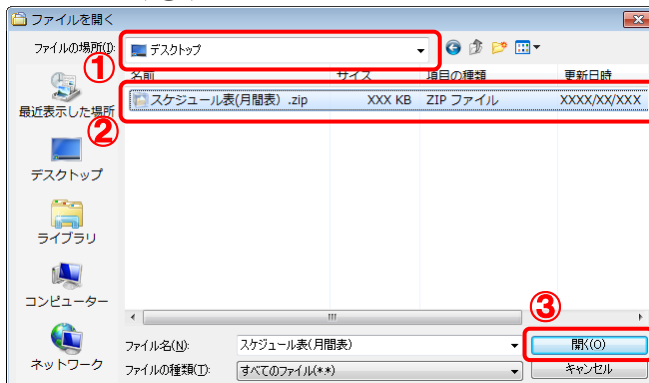 ファイルを開く
ファイルの場所(I):
デスクトップ
①
名前 サイズ 項目の種類 更新日時
スケジュール表(月間表）.zip XXX KB ZIP ファイル XXXX/XX/XXX
②
最近表示した場所
デスクトップ
ライブラリ
コンピューター
ネットワーク
③
ファイル名(N): スケジュール表(月間表) 開く(O)
ファイルの種類(T): すべてのファイル(*.*) キャンセル